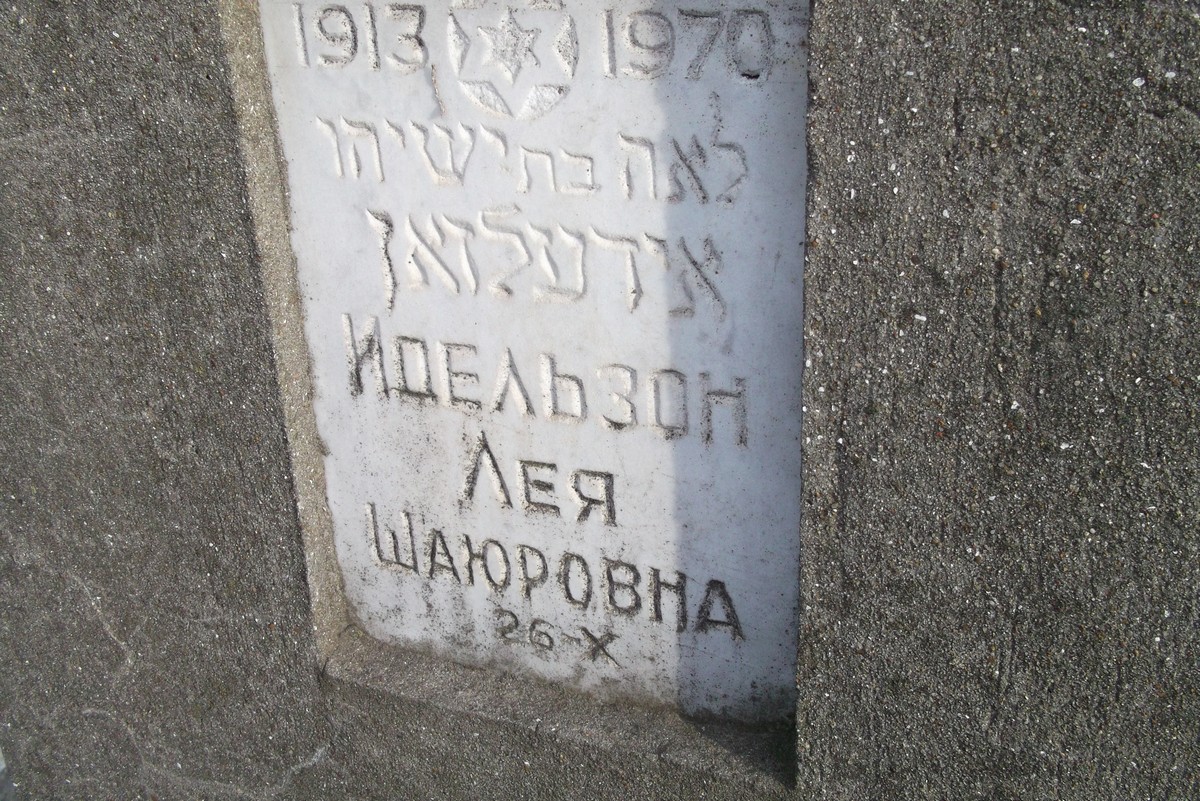 1913 1970
לאה בת ישיהו
אידעלזאן
ИДЕЛЬЗОН
ЛЕЯ
ШАЮРОВНА
26-X